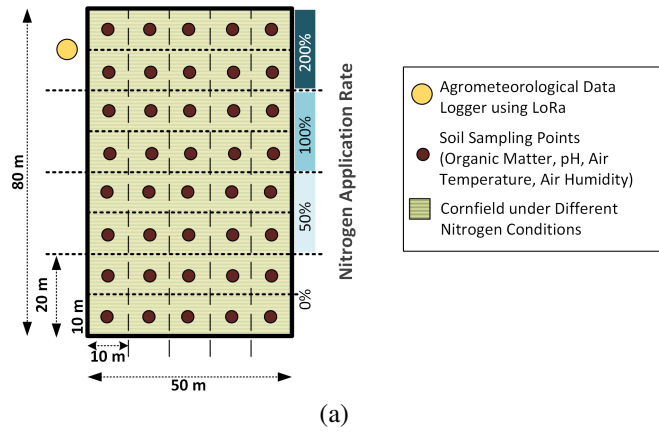 200%
100%
50%
0%
Nitrogen Application Rate
80 m
20 m
10 m
10 m
50 m
Agrometeorological Data
Logger using LoRa
Soil Sampling Points
(Organic Matter, pH, Air
Temperature, Air Humidity)
Cornfield under Different
Nitrogen Conditions
(a)